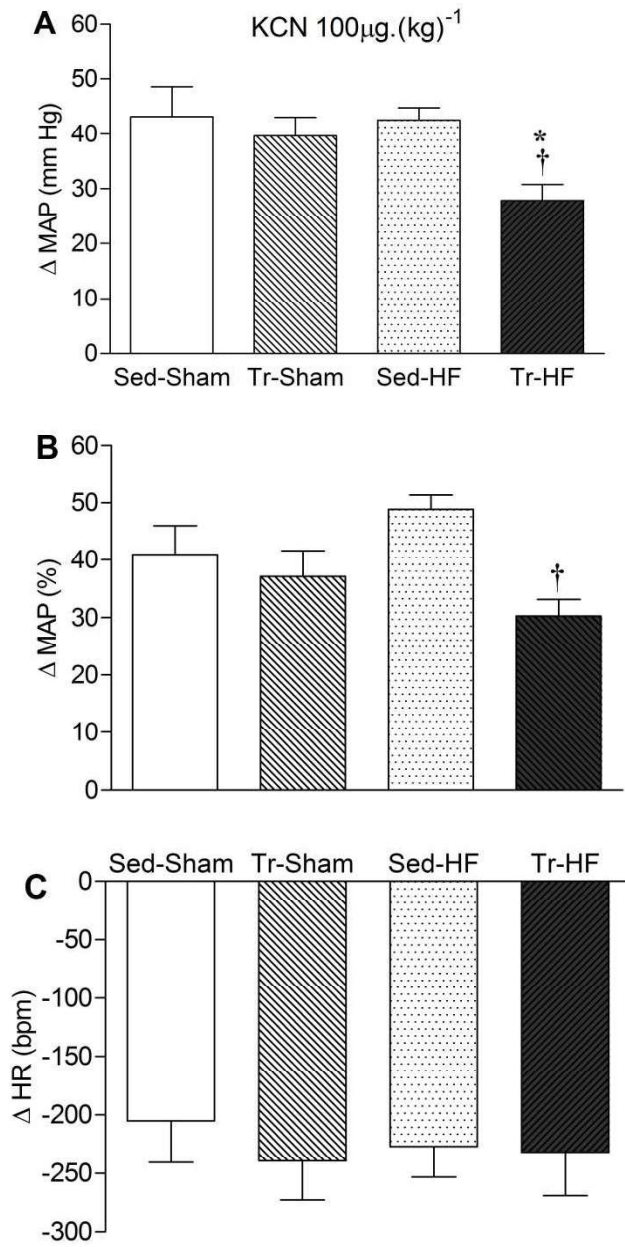 A
KCN 100µg.(kg)⁻¹
Δ MAP (mm Hg)
60
50
40
30
20
10
0
*
†
Sed-Sham Tr-Sham Sed-HF Tr-HF
B
Δ MAP (%)
60
50
40
30
20
10
0
†
C
Sed-Sham Tr-Sham Sed-HF Tr-HF
Δ HR (bpm)
0
-50
-100
-150
-200
-250
-300